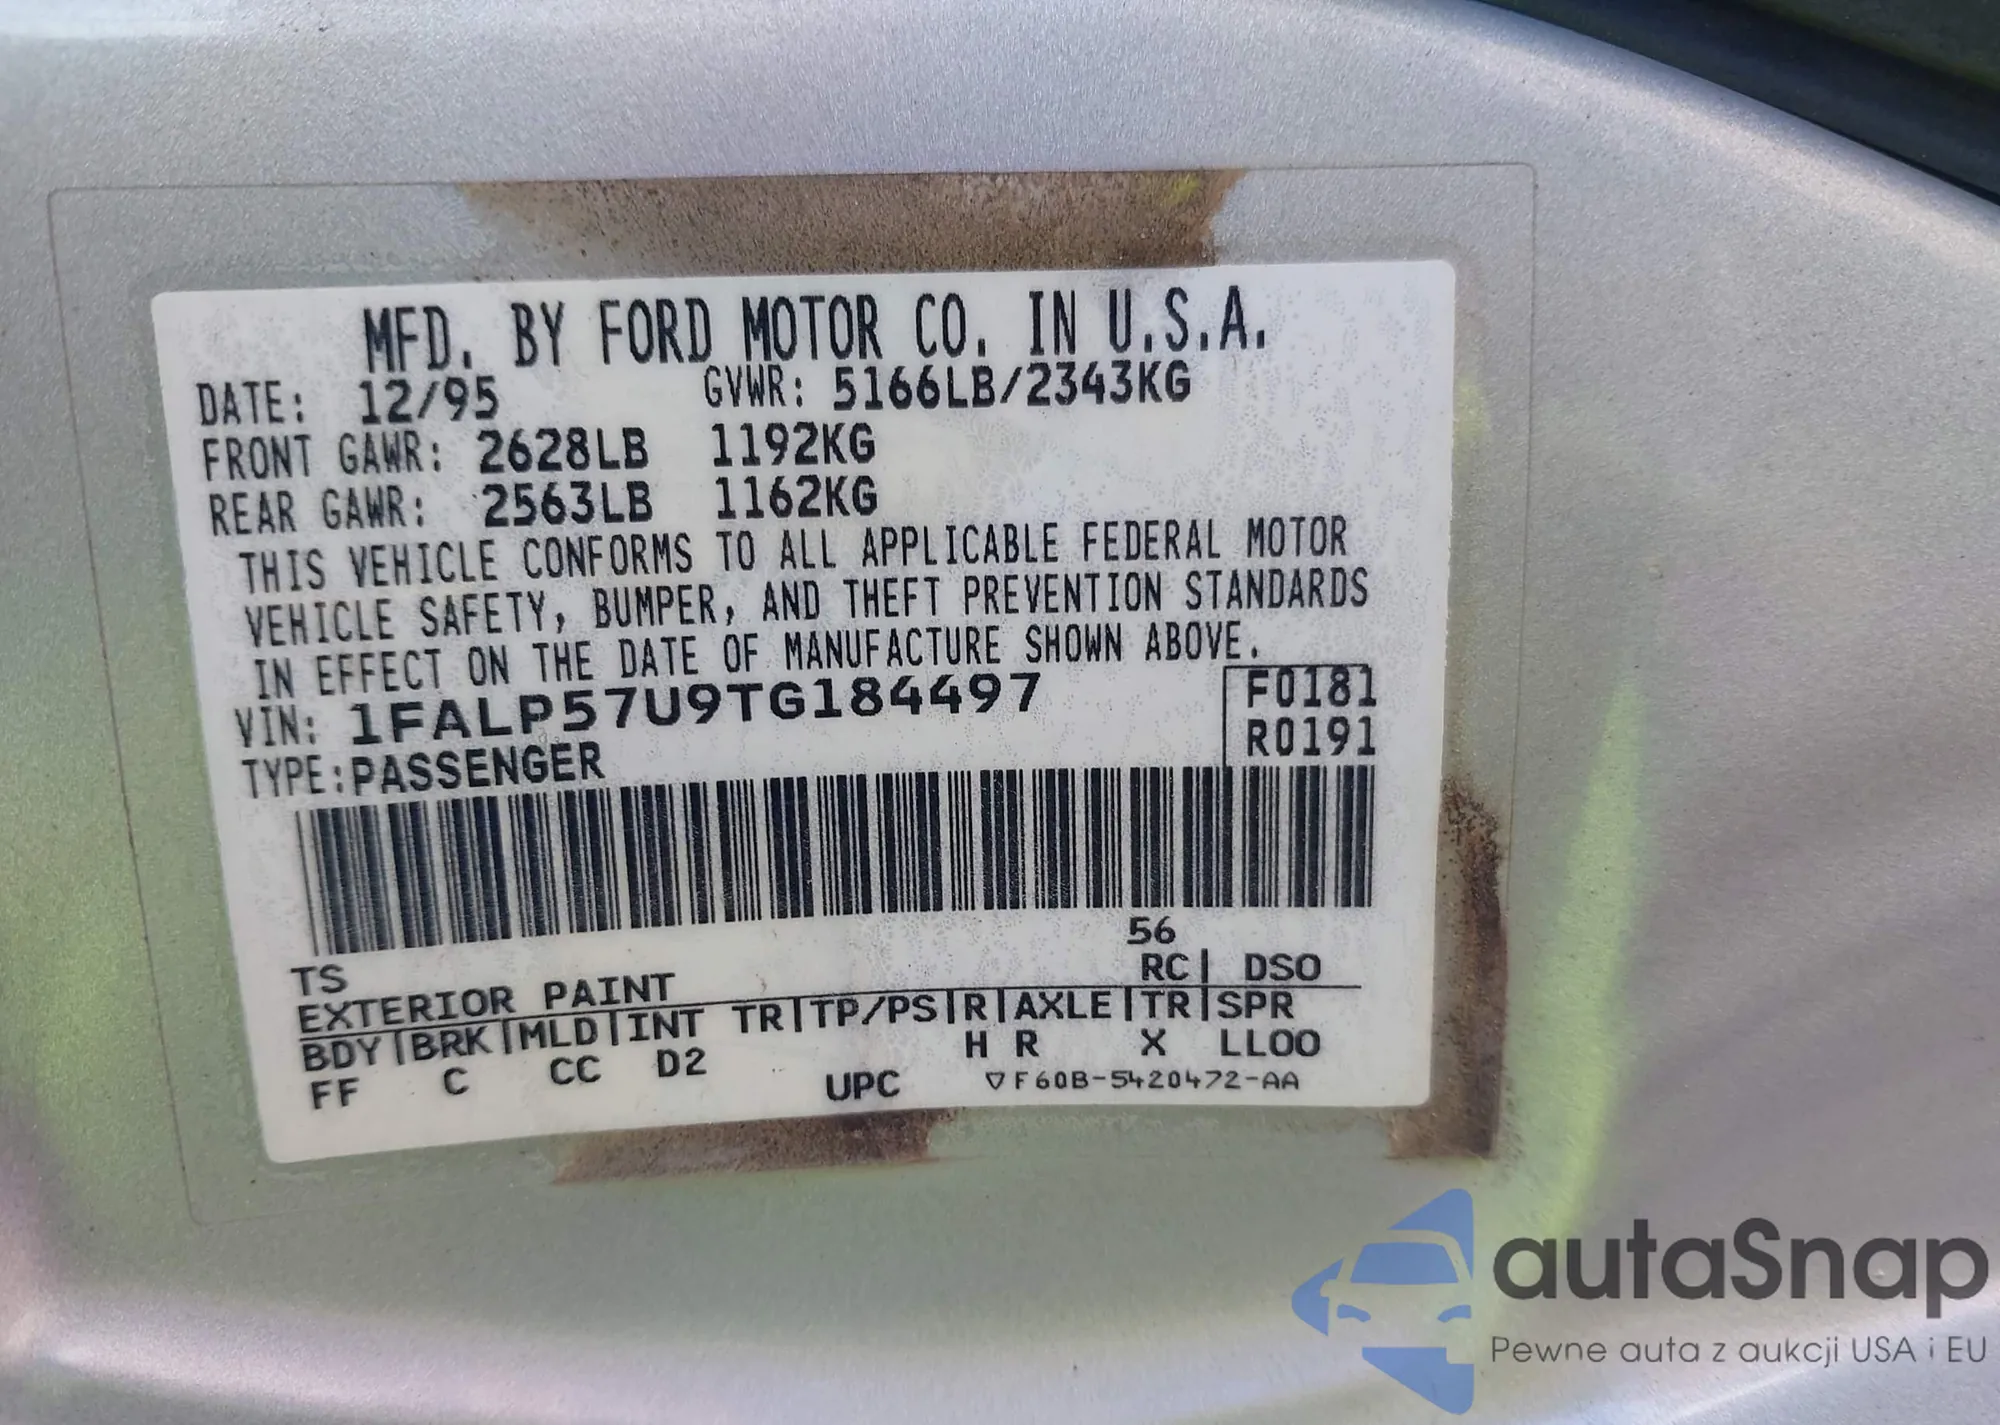 MFD. BY FORD MOTOR CO. IN U.S.A.
DATE: 12/95 GVWR: 5166LB/2343KG
FRONT GAWR: 2628LB 1192KG
REAR GAWR: 2563LB 1162KG
THIS VEHICLE CONFORMS TO ALL APPLICABLE FEDERAL MOTOR
VEHICLE SAFETY, BUMPER, AND THEFT PREVENTION STANDARDS
IN EFFECT ON THE DATE OF MANUFACTURE SHOWN ABOVE.
VIN: 1FALP57U9TG184497 F0181
TYPE: PASSENGER R0191
56
TS RC DSO
EXTERIOR PAINT
BDY BRK MLD INT TR TP/PS R AXLE TR SPR
FF C CC D2 H R X LL00
UPC ▽F60B-5420472-AA
autaSnap
Pewne auta z aukcji USA i EU